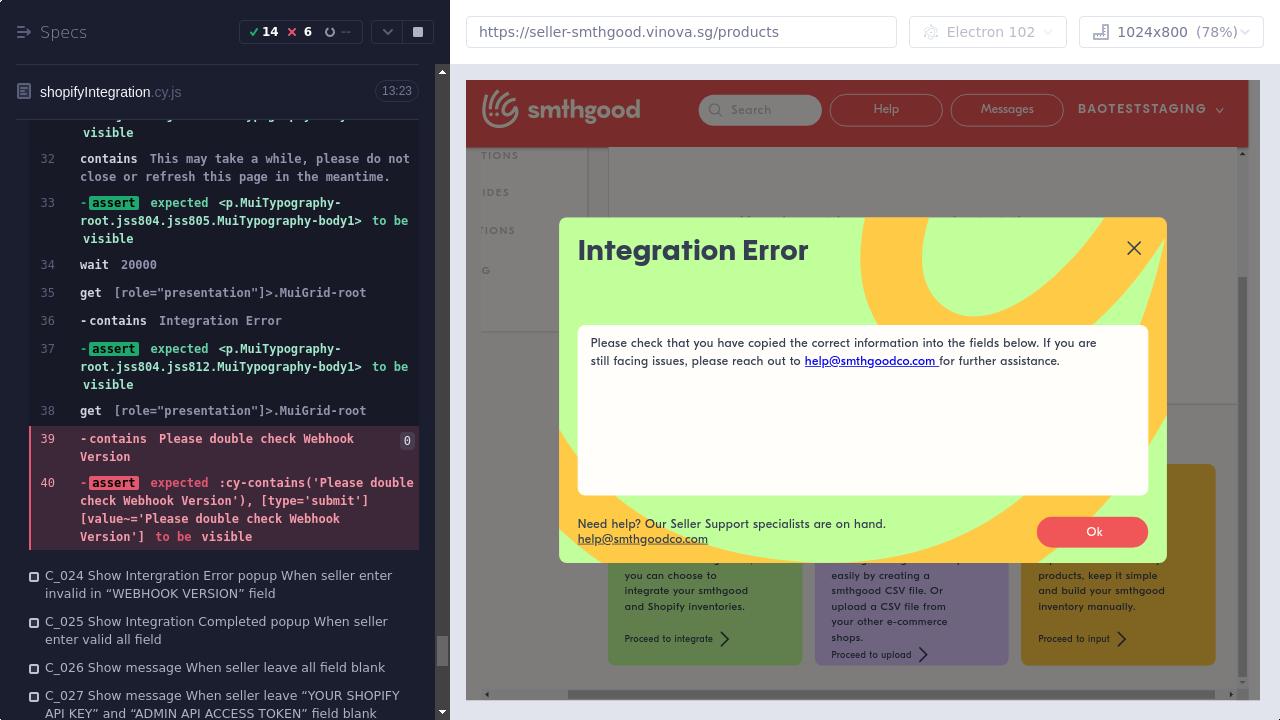 Specs
14
6
--
https://seller-smthgood.vinova.sg/products
Electron 102
1024x800 (78%)
shopifyIntegration.cy.js
13:23
visible
32 contains This may take a while, please do not
close or refresh this page in the meantime.
33 -assert expected <p.MuiTypography-
root.jss804.jss805.MuiTypography-body1> to be
visible
34 wait 20000
35 get [role="presentation"]>.MuiGrid-root
36 -contains Integration Error
37 -assert expected <p.MuiTypography-
root.jss804.jss812.MuiTypography-body1> to be
visible
38 get [role="presentation"]>.MuiGrid-root
39 -contains Please double check Webhook
Version
0
40 -assert expected :cy-contains('Please double
check Webhook Version'), [type='submit']
[value~='Please double check Webhook
Version'] to be visible
C_024 Show Intergration Error popup When seller enter
invalid in “WEBHOOK VERSION” field
C_025 Show Integration Completed popup When seller
enter valid all field
C_026 Show message When seller leave all field blank
C_027 Show message When seller leave “YOUR SHOPIFY
API KEY” and “ADMIN API ACCESS TOKEN” field blank
smthgood
Search
Help
Messages
BAOTESTSTAGING
TIONS
IDES
TIONS
G
Integration Error
Please check that you have copied the correct information into the fields below. If you are
still facing issues, please reach out to help@smthgoodco.com for further assistance.
Need help? Our Seller Support specialists are on hand.
help@smthgoodco.com
Ok
you can choose to
integrate your smthgood
and Shopify inventories.
Proceed to integrate
easily by creating a
smthgood CSV file. Or
upload a CSV file from
your other e-commerce
shops.
Proceed to upload
products, keep it simple
and build your smthgood
inventory manually.
Proceed to input